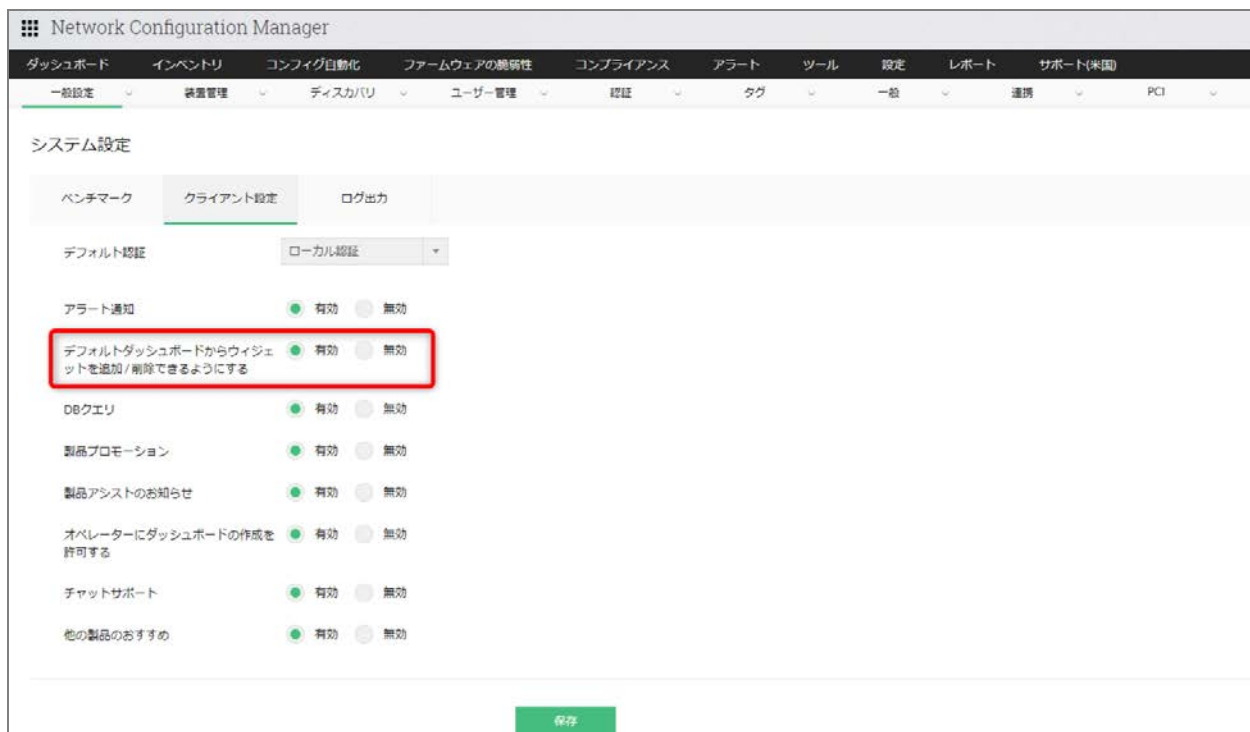 Network Configuration Manager
ダッシュボード インベントリ コンフィグ自動化 ファームウェアの脆弱性 コンプライアンス アラート ツール 設定 レポート サポート(米国)
一般設定 装置管理 ディスカバリ ユーザー管理 認証 タグ 一般 連携 PCI
システム設定
ベンチマーク クライアント設定 ログ出力
デフォルト認証 ローカル認証
アラート通知 有効 無効
デフォルトダッシュボードからウィジェ 有効 無効
ットを追加/削除できるようにする
DBクエリ 有効 無効
製品プロモーション 有効 無効
製品アシストのお知らせ 有効 無効
オペレーターにダッシュボードの作成を 有効 無効
許可する
チャットサポート 有効 無効
他の製品のおすすめ 有効 無効
保存